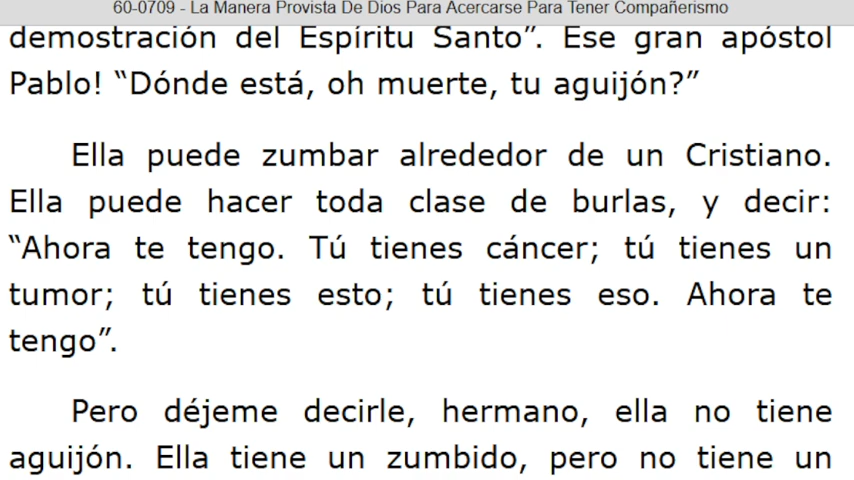 60-0709 - La Manera Provista De Dios Para Acercarse Para Tener Compañerismo
demostración del Espíritu Santo”. Ese gran apóstol
Pablo! “Dónde está, oh muerte, tu aguijón?”
Ella puede zumbar alrededor de un Cristiano.
Ella puede hacer toda clase de burlas, y decir:
“Ahora te tengo. Tú tienes cáncer; tú tienes un
tumor; tú tienes esto; tú tienes eso. Ahora te
tengo”.
Pero déjeme decirle, hermano, ella no tiene
aguijón. Ella tiene un zumbido, pero no tiene un